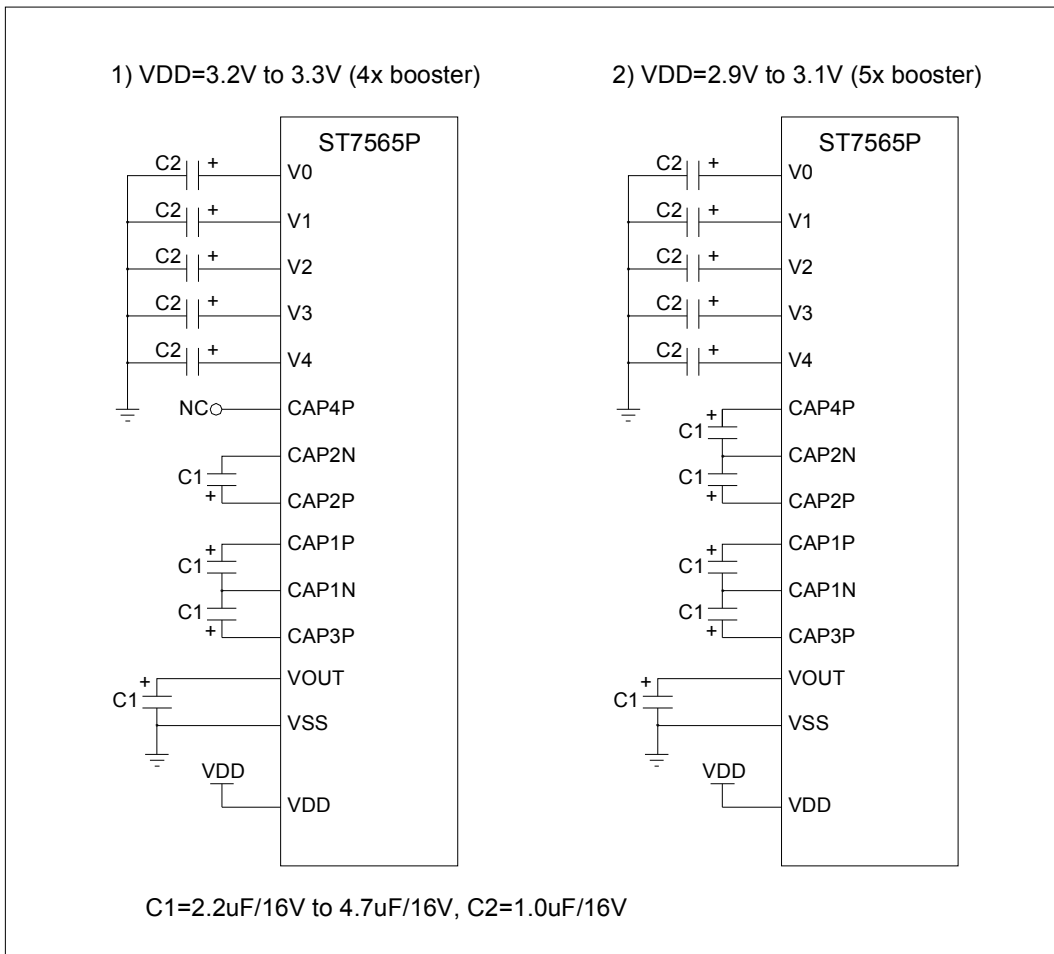 1) VDD=3.2V to 3.3V (4x booster)
ST7565P
C2 + V0
C2 + V1
C2 + V2
C2 + V3
C2 + V4
NC CAP4P
CAP2N
C1
+ CAP2P
+ CAP1P
C1
CAP1N
C1
+ CAP3P
+ VOUT
C1
VSS
VDD
VDD
2) VDD=2.9V to 3.1V (5x booster)
ST7565P
C2 + V0
C2 + V1
C2 + V2
C2 + V3
C2 + V4
+ CAP4P
C1
CAP2N
C1
+ CAP2P
+ CAP1P
C1
CAP1N
C1
+ CAP3P
+ VOUT
C1
VSS
VDD
VDD
C1=2.2uF/16V to 4.7uF/16V, C2=1.0uF/16V